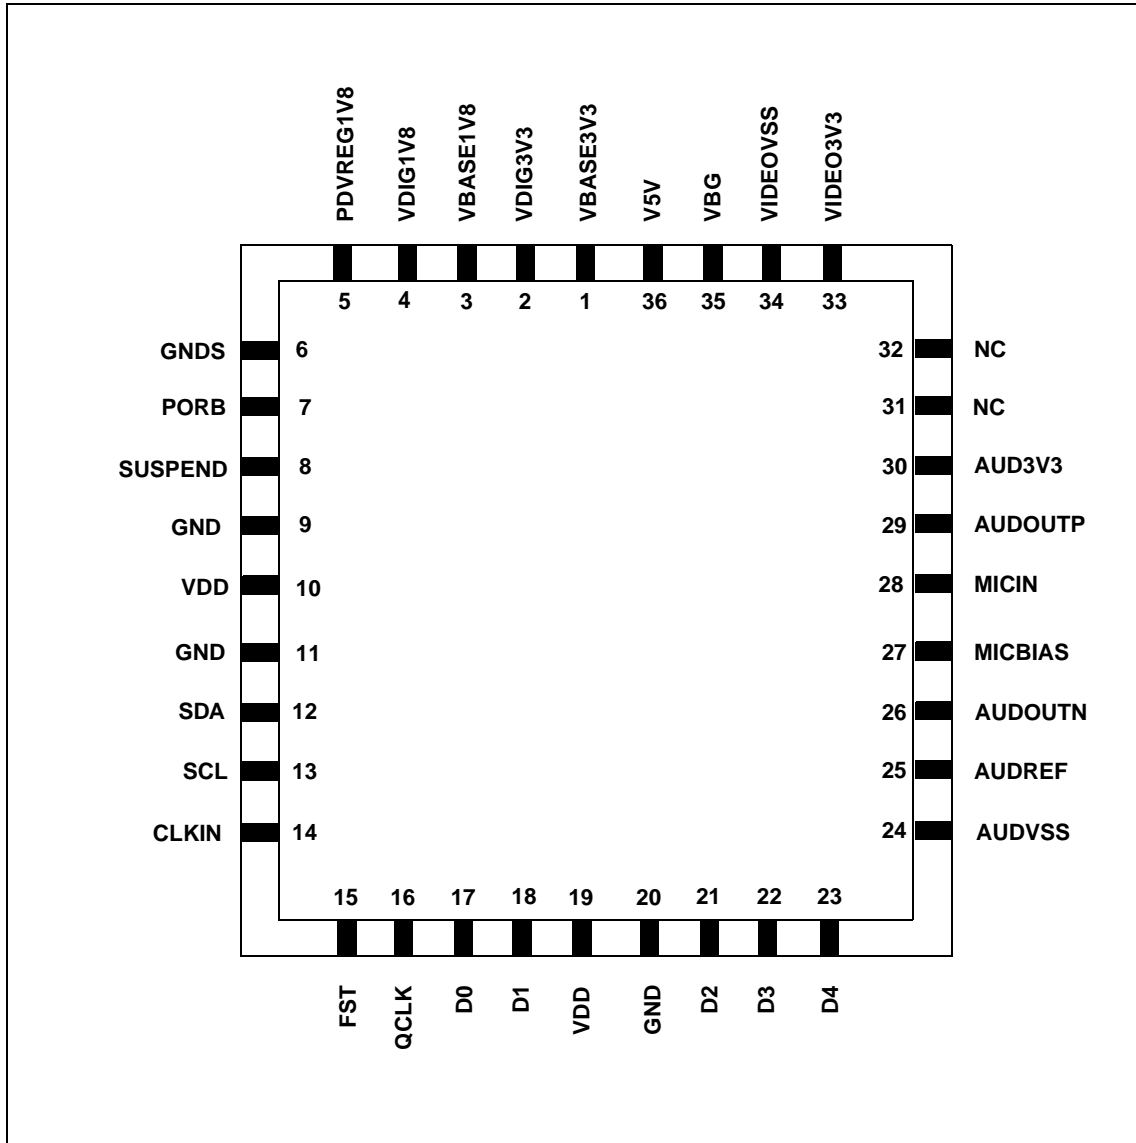 PDVREG1V8
VDIG1V8
VBASE1V8
VDIG3V3
VBASE3V3
V5V
VBG
VIDEOVSS
VIDEO3V3
5 4 3 2 1 36 35 34 33
GNDS 6 32 NC
PORB 7 31 NC
SUSPEND 8 30 AUD3V3
GND 9 29 AUDOUTP
VDD 10 28 MICIN
GND 11 27 MICBIAS
SDA 12 26 AUDOUTN
SCL 13 25 AUDREF
CLKIN 14 24 AUDVSS
15 16 17 18 19 20 21 22 23
FST
QCLK
D0
D1
VDD
GND
D2
D3
D4